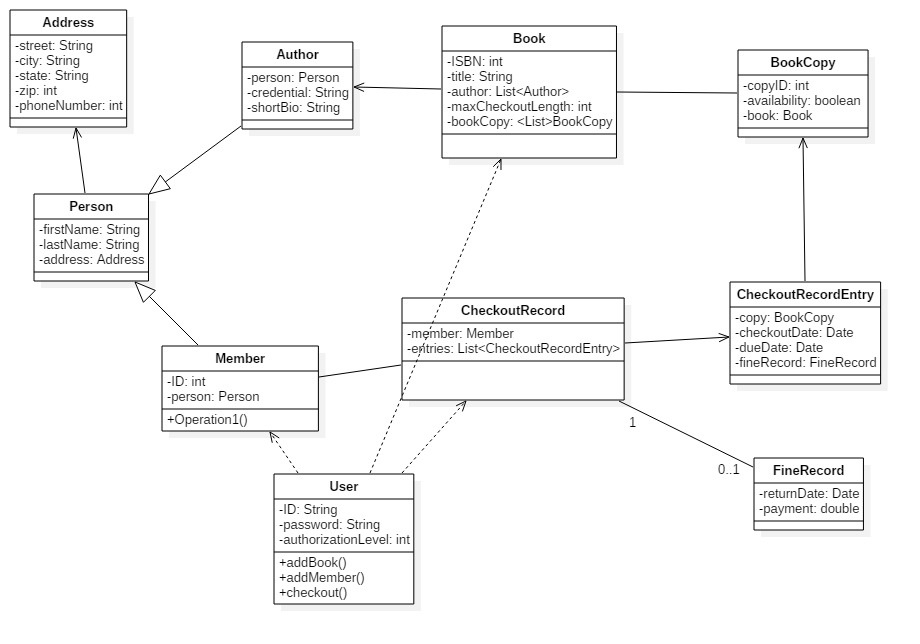 Address
-street: String
-city: String
-state: String
-zip: int
-phoneNumber: int
Author
-person: Person
-credential: String
-shortBio: String
Book
-ISBN: int
-title: String
-author: List<Author>
-maxCheckoutLength: int
-bookCopy: <List>BookCopy
BookCopy
-copyID: int
-availability: boolean
-book: Book
Person
-firstName: String
-lastName: String
-address: Address
CheckoutRecord
-member: Member
-entries: List<CheckoutRecordEntry>
CheckoutRecordEntry
-copy: BookCopy
-checkoutDate: Date
-dueDate: Date
-fineRecord: FineRecord
Member
-ID: int
-person: Person
+Operation1()
1
0..1
FineRecord
-returnDate: Date
-payment: double
User
-ID: String
-password: String
-authorizationLevel: int
+addBook()
+addMember()
+checkout()